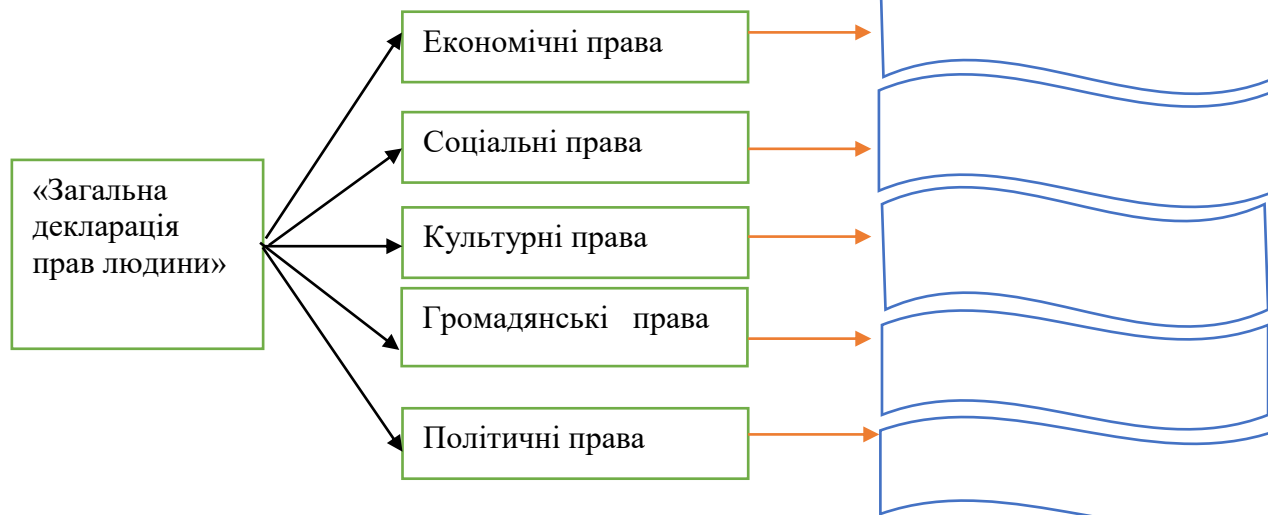 Економічні права
Соціальні права
«Загальна
декларація
прав людини»
Культурні права
Громадянські права
Політичні права